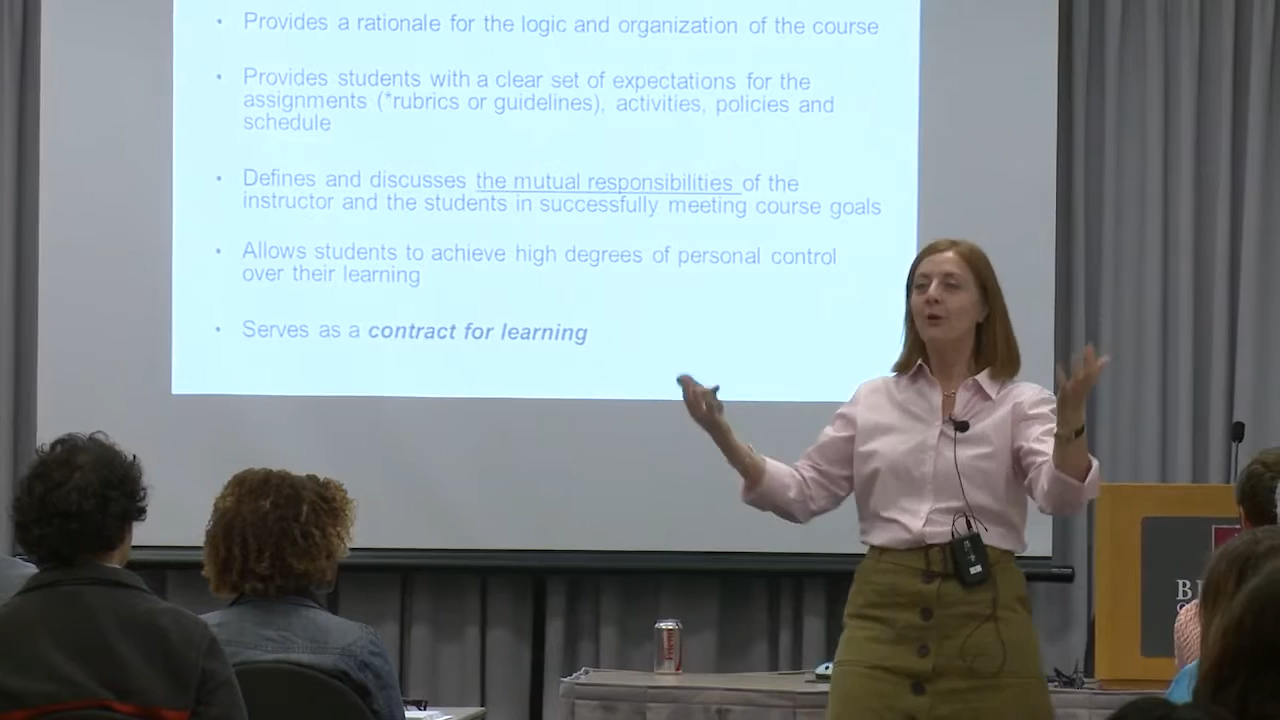 • Provides a rationale for the logic and organization of the course
• Provides students with a clear set of expectations for the
assignments (*rubrics or guidelines), activities, policies and
schedule
• Defines and discusses the mutual responsibilities of the
instructor and the students in successfully meeting course goals
• Allows students to achieve high degrees of personal control
over their learning
• Serves as a contract for learning